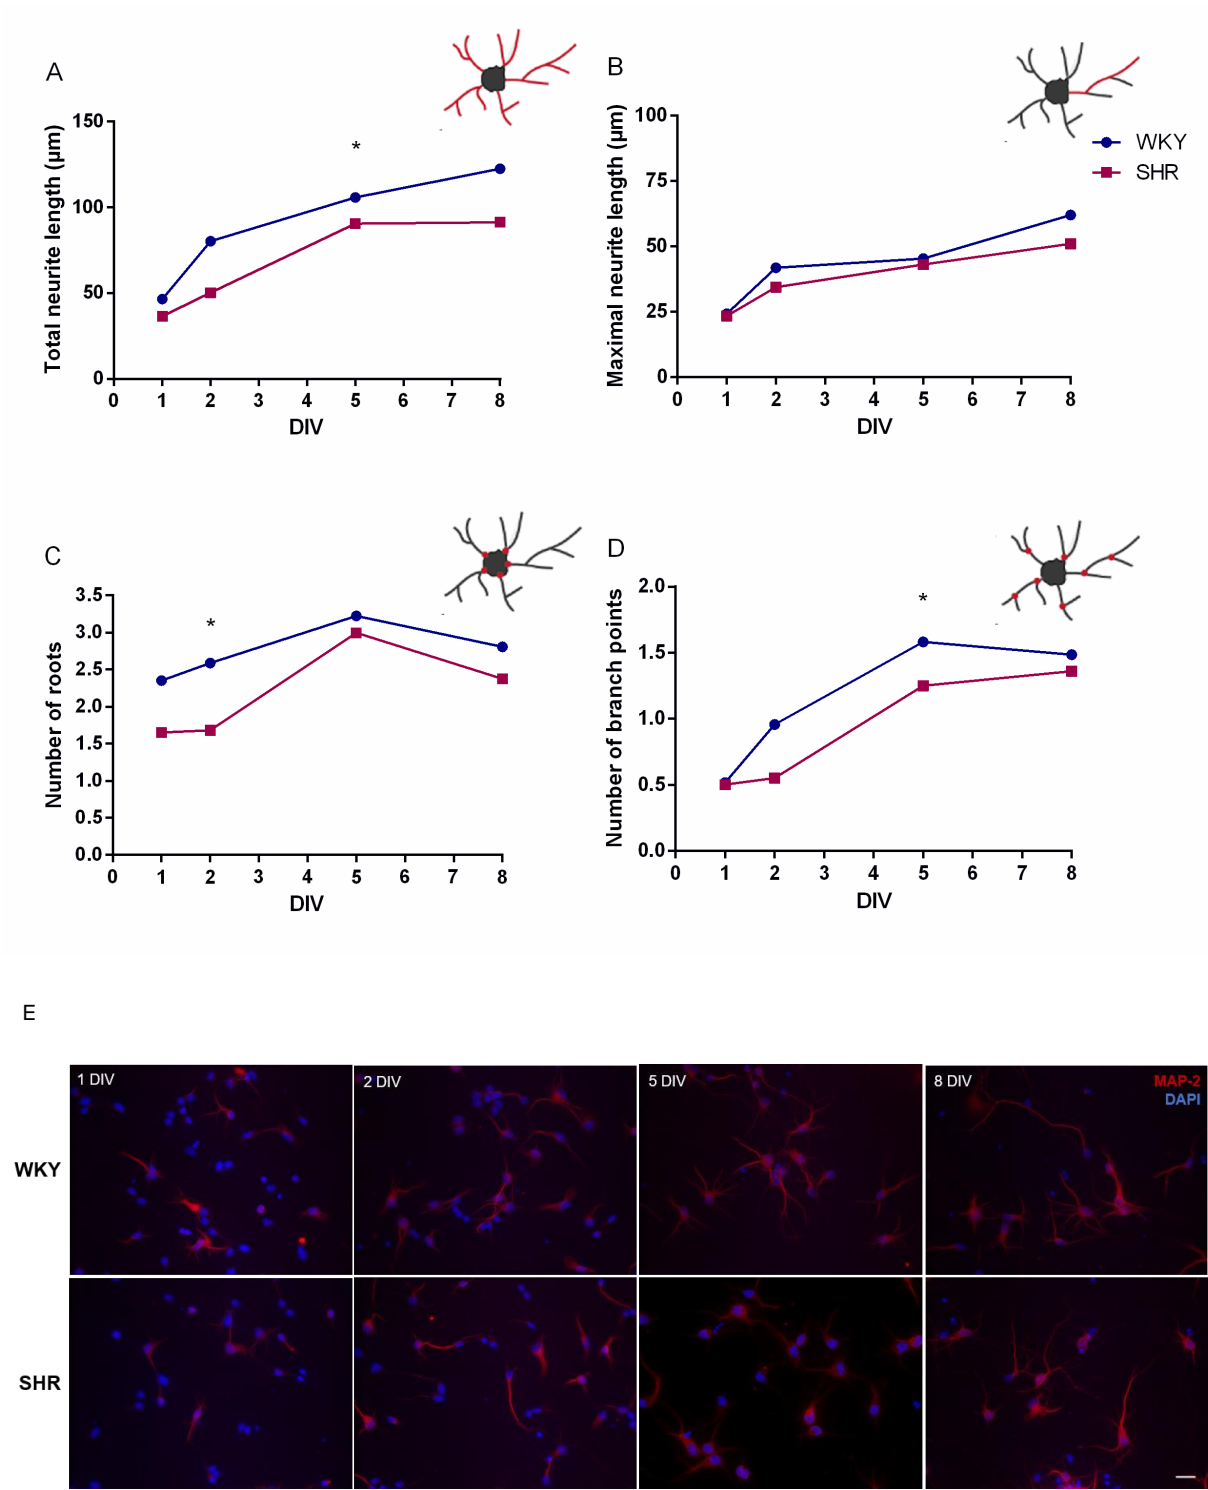 A
Total neurite length (µm)
150
100
50
0
*
0 1 2 3 4 5 6 7 8
DIV
B
Maximal neurite length (µm)
100
75
50
25
0
WKY
SHR
0 1 2 3 4 5 6 7 8
DIV
C
Number of roots
3.5
3.0
2.5
2.0
1.5
1.0
0.5
0.0
*
0 1 2 3 4 5 6 7 8
DIV
D
Number of branch points
2.0
1.5
1.0
0.5
0.0
*
0 1 2 3 4 5 6 7 8
DIV
E
1 DIV
2 DIV
5 DIV
8 DIV
MAP-2
DAPI
WKY
SHR